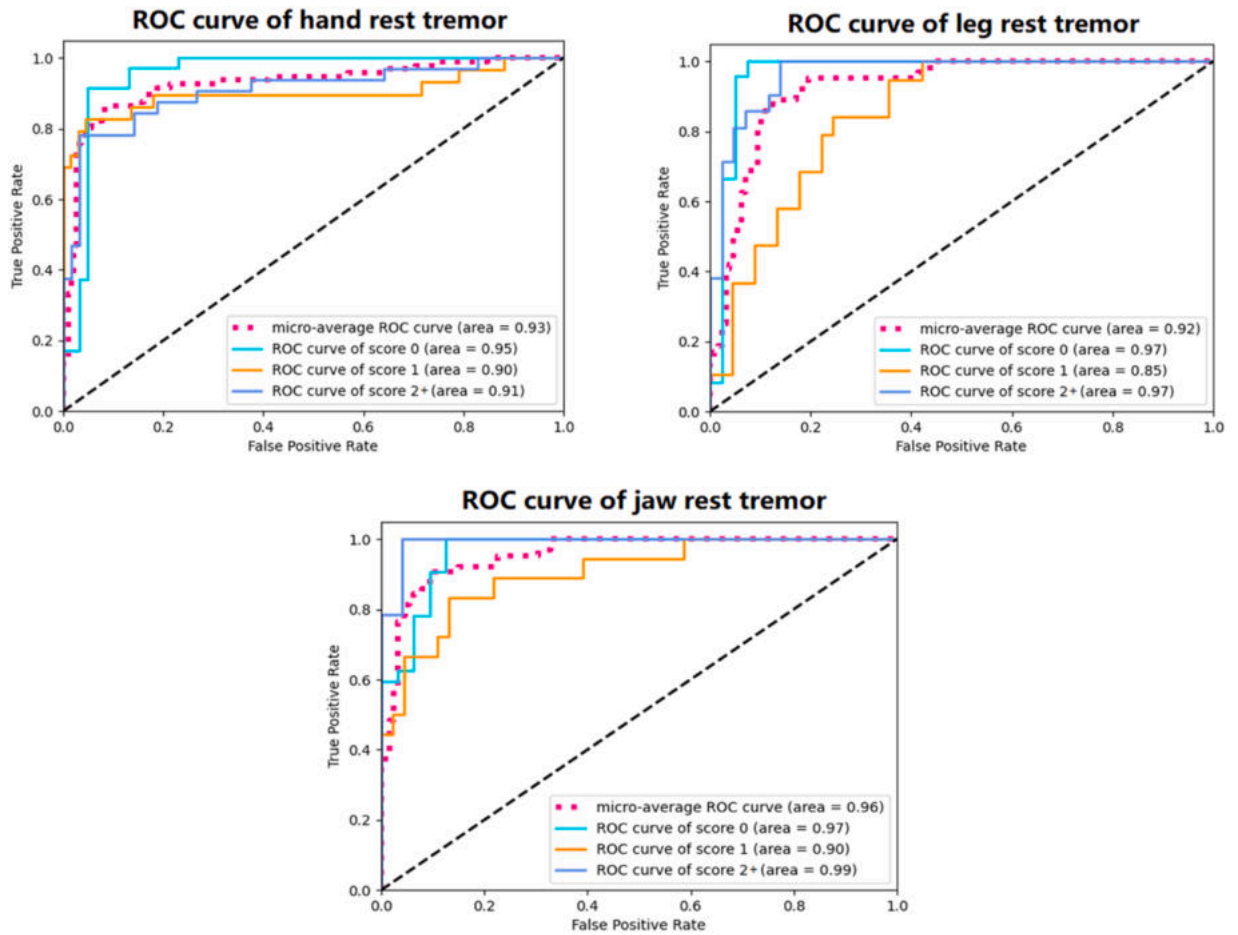 ROC curve of hand rest tremor
1.0
0.8
0.6
0.4
0.2
0.0
True Positive Rate
micro-average ROC curve (area = 0.93)
ROC curve of score 0 (area = 0.95)
ROC curve of score 1 (area = 0.90)
ROC curve of score 2+(area = 0.91)
0.0 0.2 0.4 0.6 0.8 1.0
False Positive Rate
ROC curve of leg rest tremor
1.0
0.8
0.6
0.4
0.2
0.0
True Positive Rate
micro-average ROC curve (area = 0.92)
ROC curve of score 0 (area = 0.97)
ROC curve of score 1 (area = 0.85)
ROC curve of score 2+(area = 0.97)
0.0 0.2 0.4 0.6 0.8 1.0
False Positive Rate
ROC curve of jaw rest tremor
1.0
0.8
0.6
0.4
0.2
0.0
True Positive Rate
micro-average ROC curve (area = 0.96)
ROC curve of score 0 (area = 0.97)
ROC curve of score 1 (area = 0.90)
ROC curve of score 2+(area = 0.99)
0.0 0.2 0.4 0.6 0.8 1.0
False Positive Rate